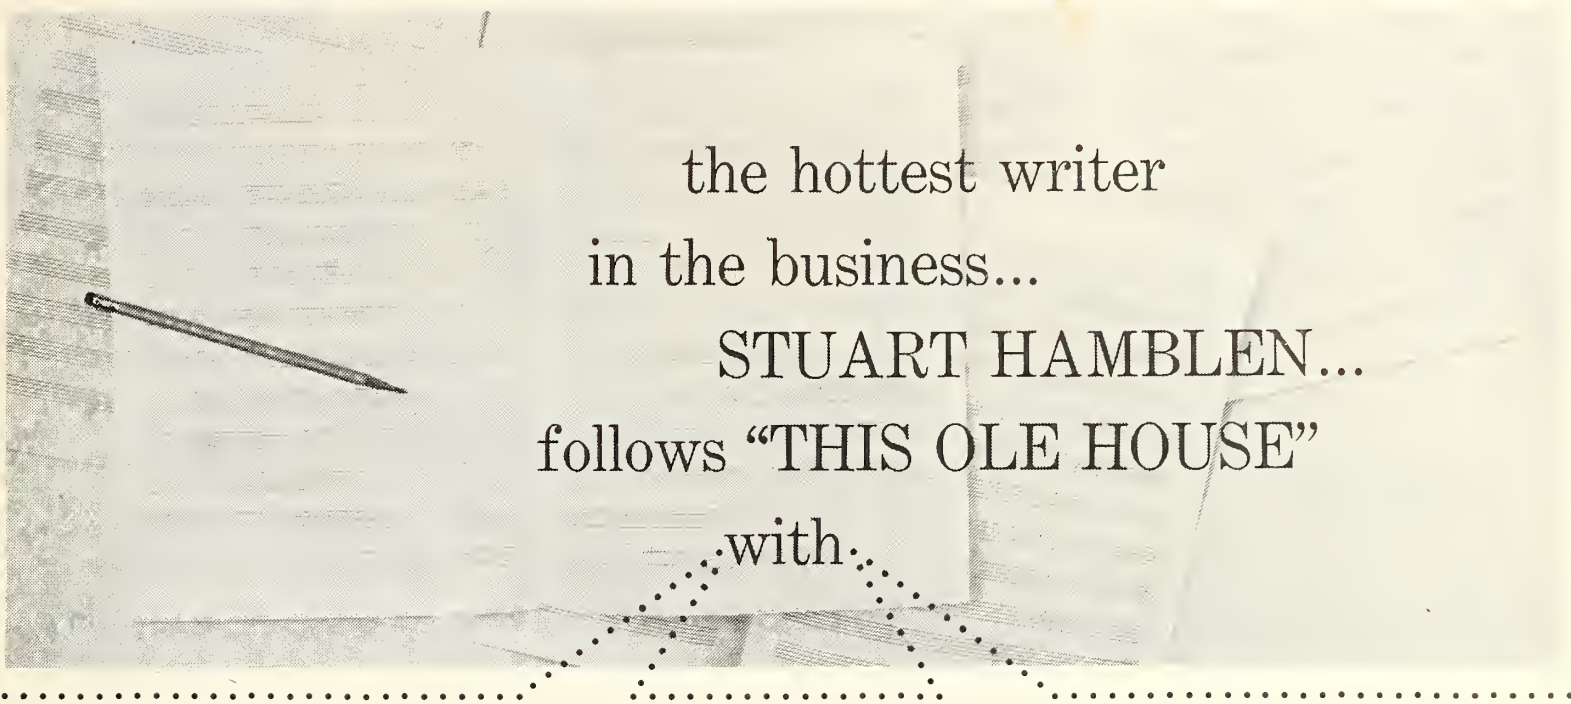 the hottest writer
in the business...
STUART HAMBLEN...
follows “THIS OLE HOUSE”
with